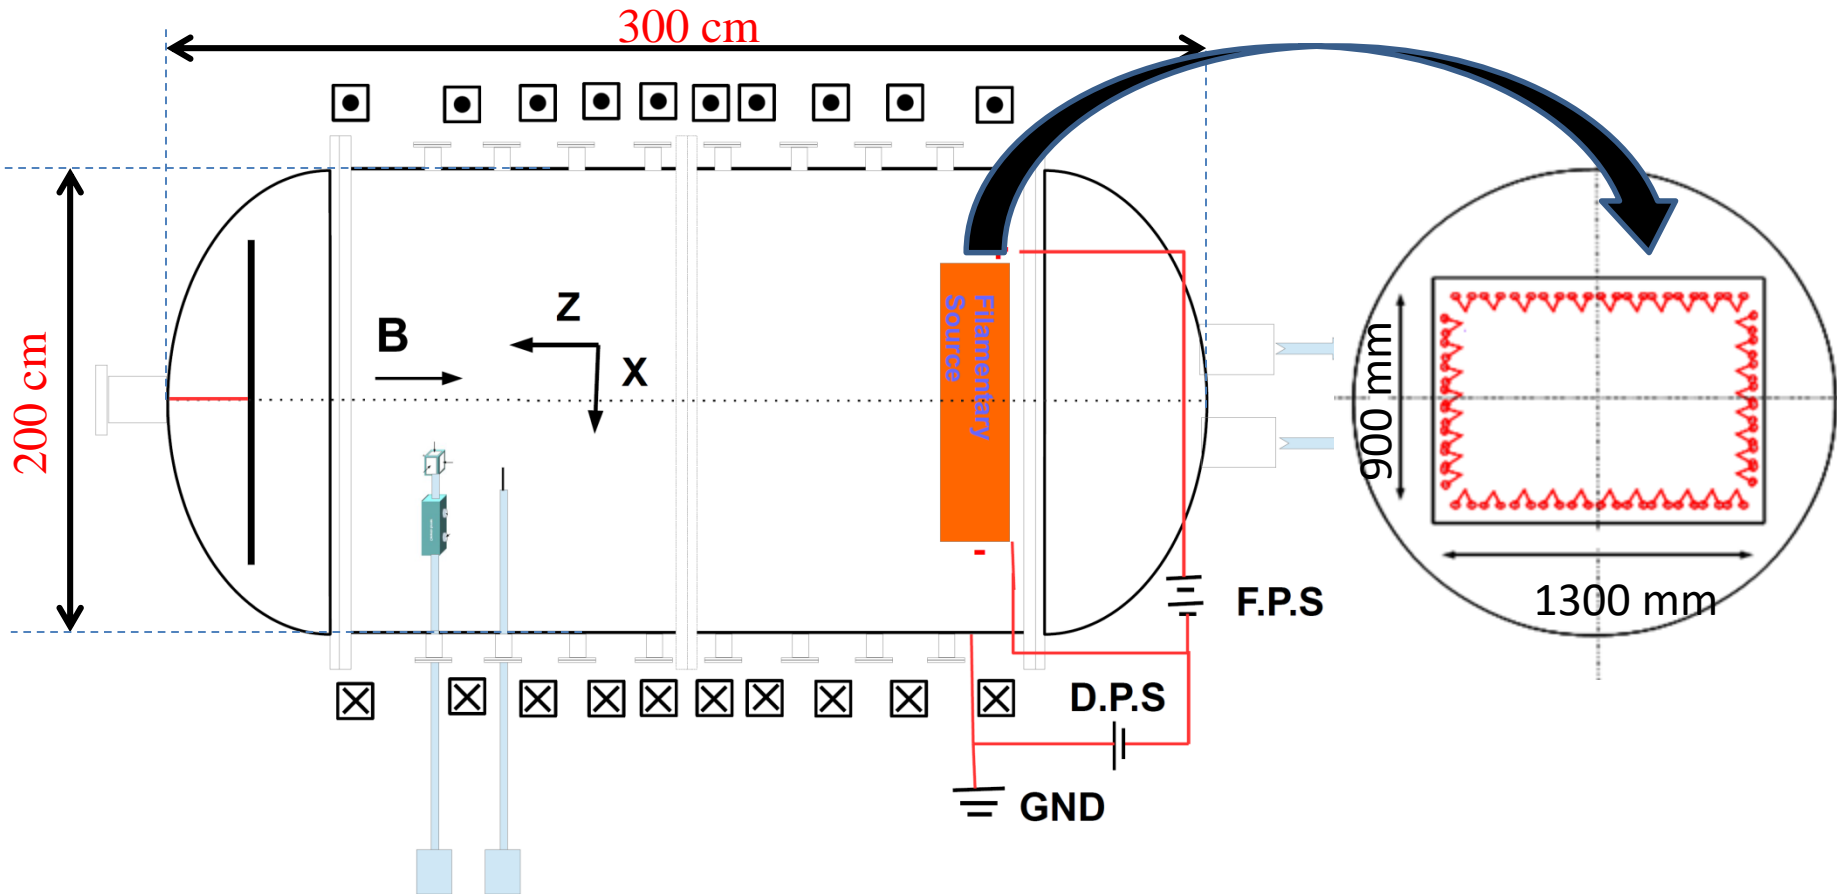 300 cm
200 cm
B
Z
X
Filamentary
Source
900 mm
1300 mm
F.P.S
D.P.S
GND